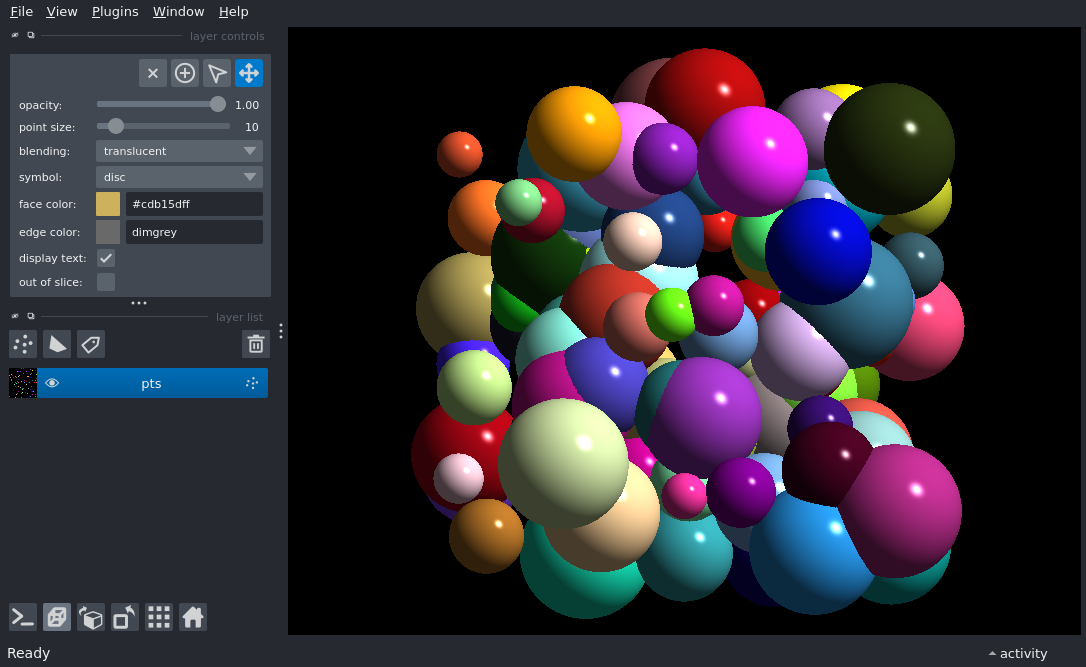 File View Plugins Window Help
layer controls
opacity: 1.00
point size: 10
blending: translucent
symbol: disc
face color: #cdb15dff
edge color: dimgrey
display text:
out of slice:
layer list
pts
Ready
activity